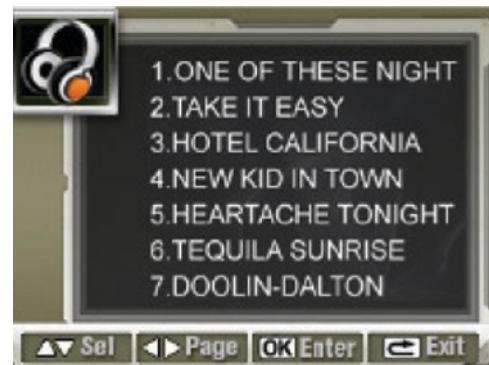 1.ONE OF THESE NIGHT
2.TAKE IT EASY
3.HOTEL CALIFORNIA
4.NEW KID IN TOWN
5.HEARTACHE TONIGHT
6.TEQUILA SUNRISE
7.DOOLIN-DALTON
Sel Page OK Enter Exit